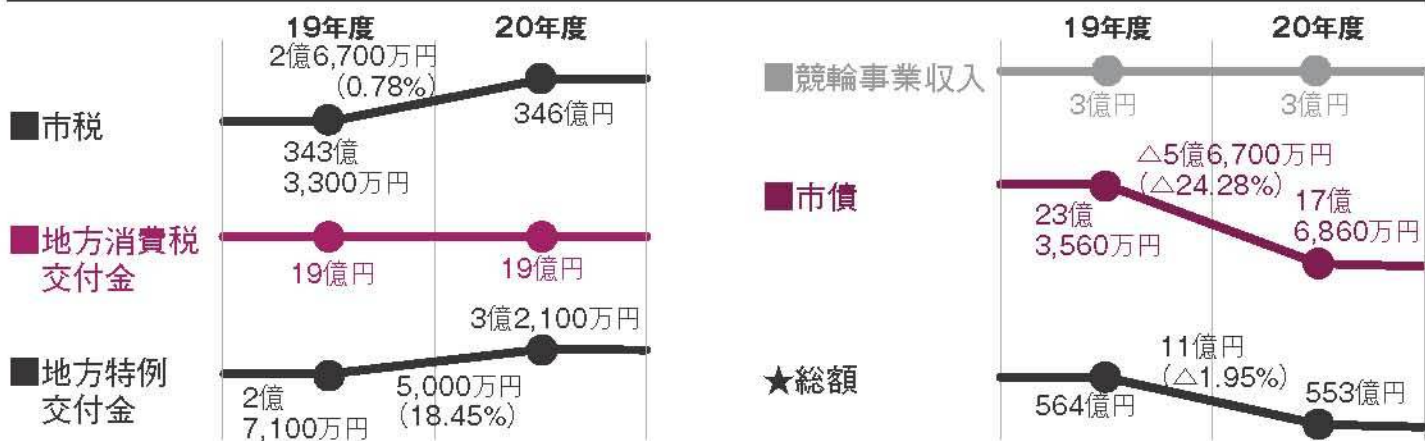 19年度
20年度
■市税
2億6,700万円
（0.78%）
343億
3,300万円
346億円
■地方消費税
交付金
19億円
19億円
■地方特例
交付金
2億
7,100万円
5,000万円
（18.45%）
3億2,100万円
19年度
20年度
■競輪事業収入
3億円
3億円
■市債
△5億6,700万円
（△24.28%）
23億
3,560万円
17億
6,860万円
★総額
11億円
（△1.95%）
564億円
553億円